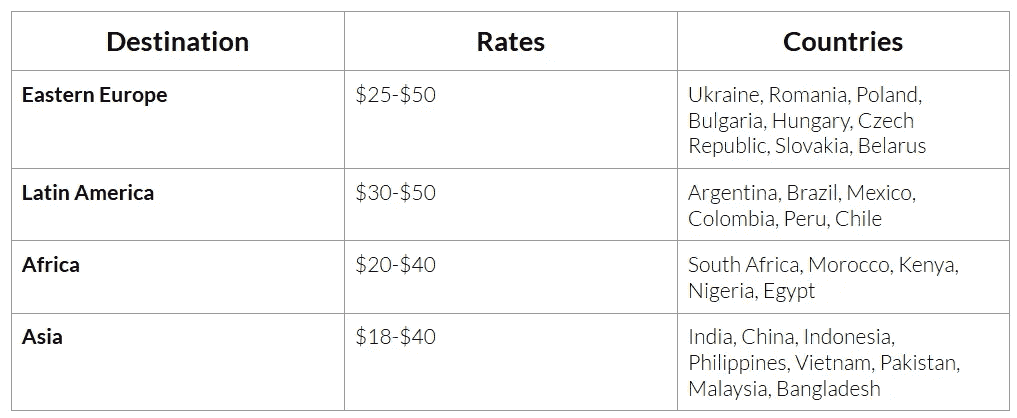 Destination Rates Countries
Eastern Europe $25-$50 Ukraine, Romania, Poland,
Bulgaria, Hungary, Czech
Republic, Slovakia, Belarus
Latin America $30-$50 Argentina, Brazil, Mexico,
Colombia, Peru, Chile
Africa $20-$40 South Africa, Morocco, Kenya,
Nigeria, Egypt
Asia $18-$40 India, China, Indonesia,
Philippines, Vietnam, Pakistan,
Malaysia, Bangladesh